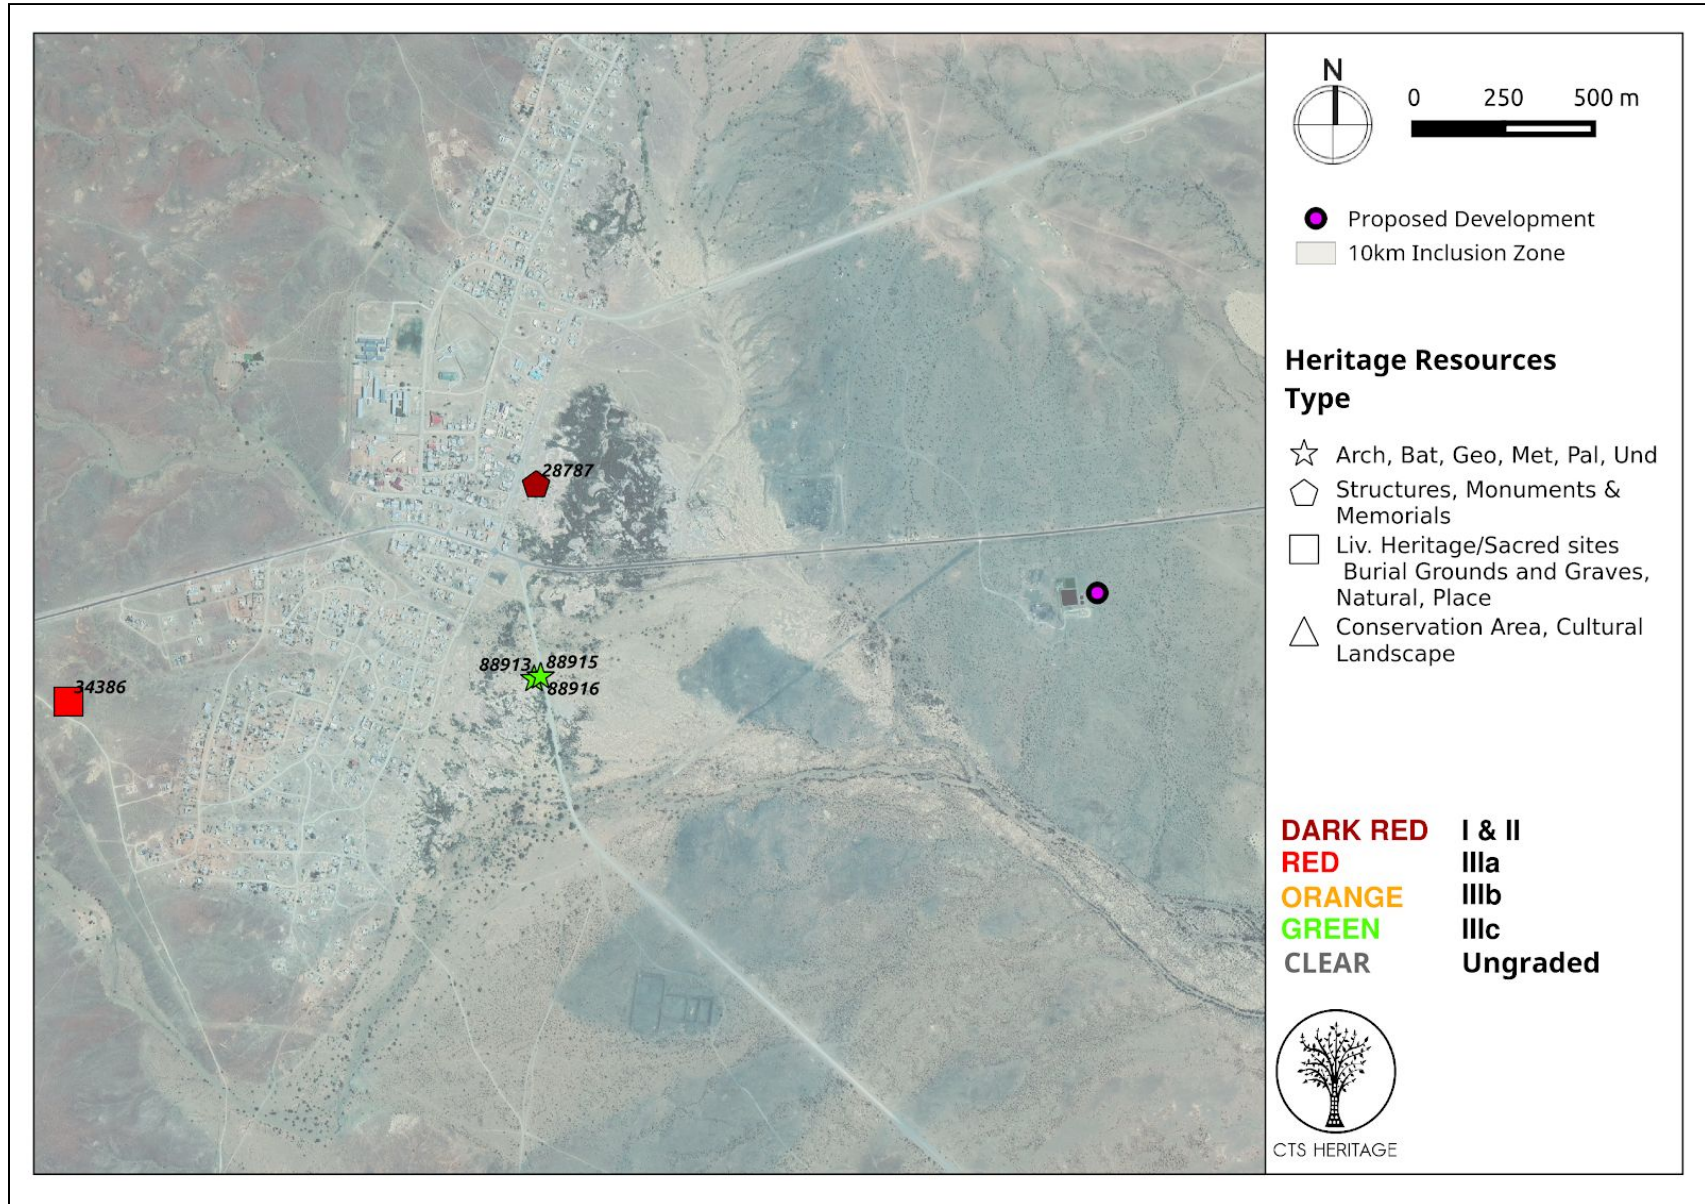 28787
88913
88915
88916
34386
N
0 250 500 m
Proposed Development
10km Inclusion Zone
Heritage Resources
Type
Arch, Bat, Geo, Met, Pal, Und
Structures, Monuments &
Memorials
Liv. Heritage/Sacred sites
Burial Grounds and Graves,
Natural, Place
Conservation Area, Cultural
Landscape
DARK RED I & II
RED IIIa
ORANGE IIIb
GREEN IIIc
CLEAR Ungraded
CTS HERITAGE